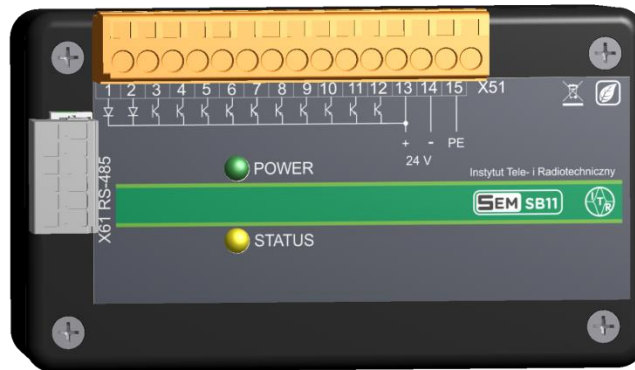 1 2 3 4 5 6 7 8 9 10 11 12 13 14 15 X51
+ - PE
24 V
X61 RS-485
POWER
Instytut Tele- i Radiotechniczny
SEM SB11
ITR
STATUS